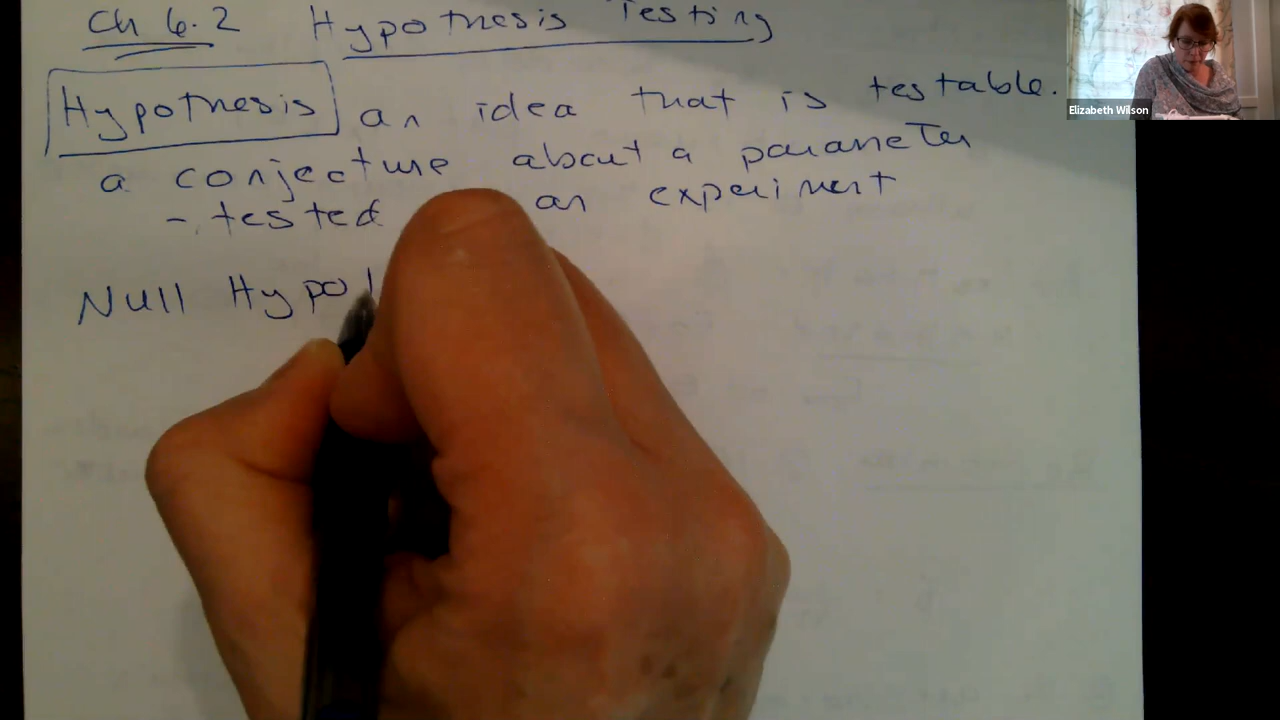 Ch 6.2 Hypothesis Testing
Hypothesis an idea that is testable.
a conjecture about a parameter
- tested an experiment
Null Hypo
Elizabeth Wilson